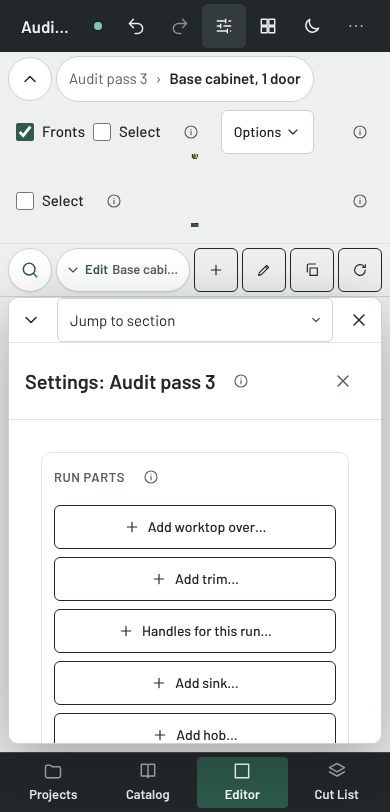 Audi...
Audit pass 3 › Base cabinet, 1 door
Fronts Select Options
Select
Edit Base cabi...
Jump to section
Settings: Audit pass 3
RUN PARTS
Add worktop over...
Add trim...
Handles for this run...
Add sink...
Add hob...
Projects Catalog Editor Cut List